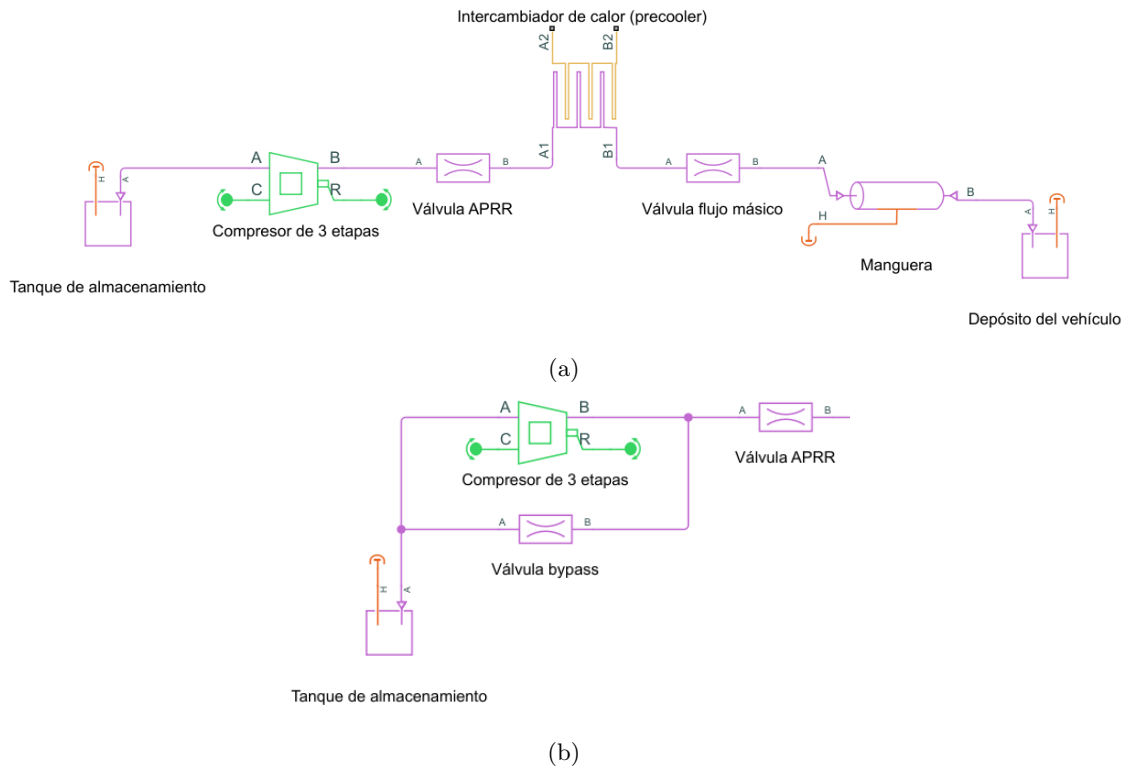 Intercambiador de calor (precooler)
A2 B2
A1 B1
A B A B A B A B
C R
H A
H
A H
Válvula APRR
Válvula flujo másico
Compresor de 3 etapas
Manguera
Tanque de almacenamiento
Depósito del vehículo
(a)
A B A B
C R
Válvula APRR
Compresor de 3 etapas
A B
Válvula bypass
H A
Tanque de almacenamiento
(b)